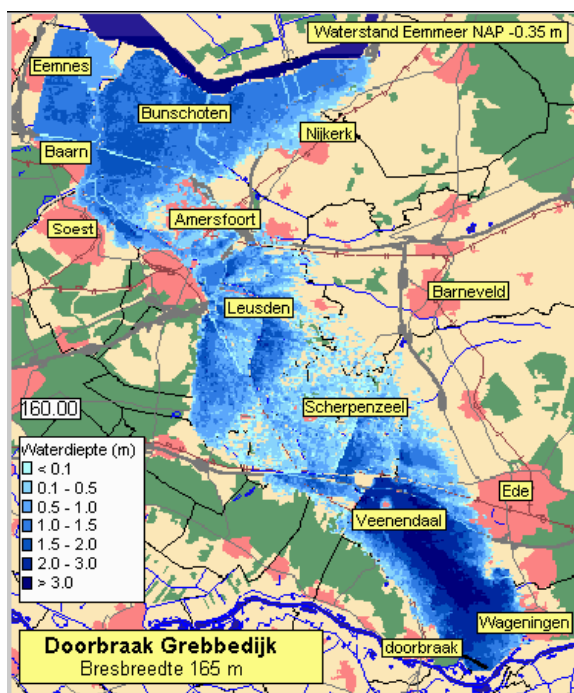 Waterstand Eemmeer NAP -0.35 m
Eemnes
Bunschoten
Nijkerk
Baarn
Amersfoort
Soest
Barneveld
Leusden
160.00
Scherpenzeel
Waterdiepte (m)
< 0.1
0.1 - 0.5
0.5 - 1.0
1.0 - 1.5
1.5 - 2.0
2.0 - 3.0
> 3.0
Ede
Veenendaal
Wageningen
doorbraak
Doorbraak Grebbedijk
Bresbreedte 165 m